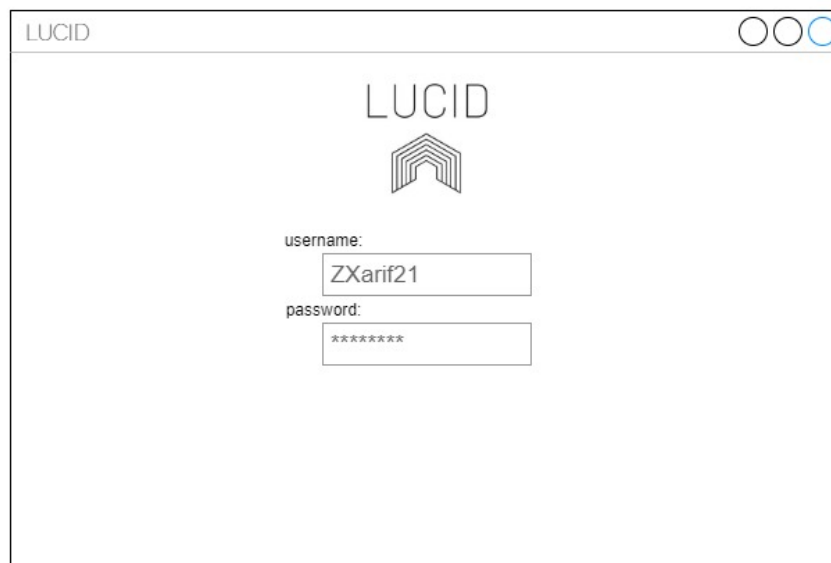 LUCID
LUCID
username:
ZXarif21
password:
********